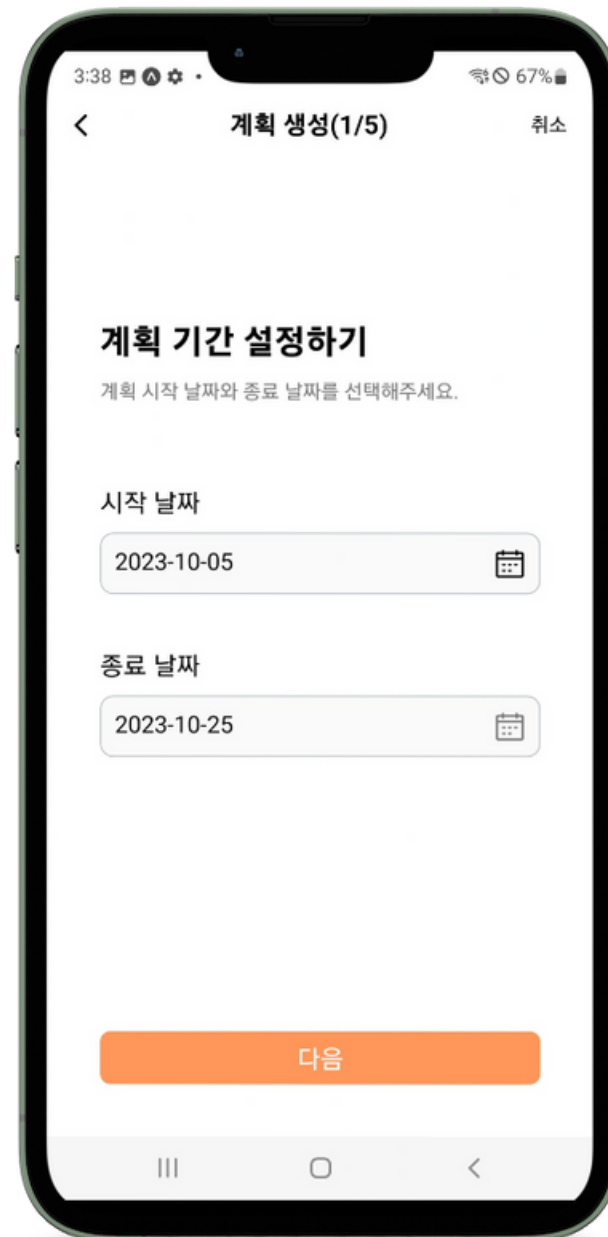 3:38
67%
계획 생성(1/5)
취소
계획 기간 설정하기
계획 시작 날짜와 종료 날짜를 선택해주세요.
시작 날짜
2023-10-05
종료 날짜
2023-10-25
다음